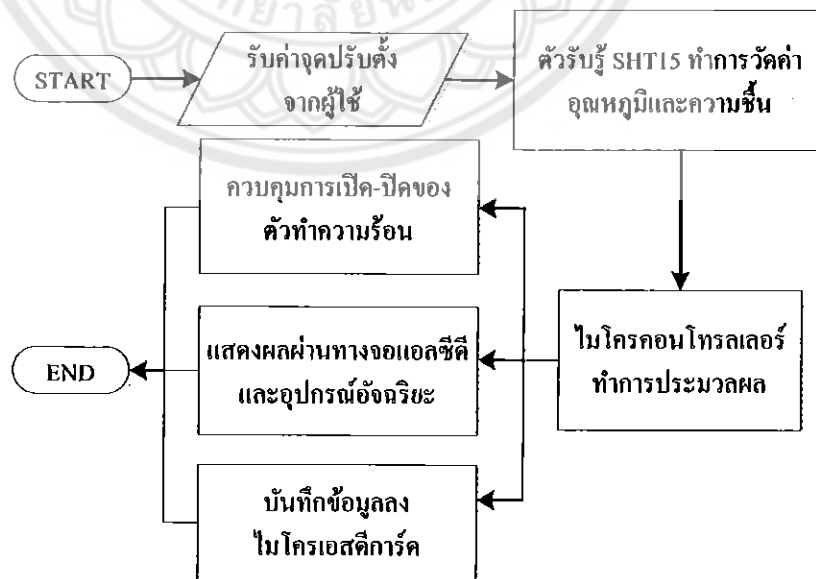 START
รับค่าจุดปรับตั้ง
จากผู้ใช้
ตัวรับรู้ SHT15 ทำการวัดค่า
อุณหภูมิและความชื้น
ควบคุมการเปิด-ปิดของ
ตัวทำความร้อน
ไมโครคอนโทรลเลอร์
ทำการประมวลผล
แสดงผลผ่านทางจอแอลซีดี
และอุปกรณ์อัจฉริยะ
END
บันทึกข้อมูลลง
ไมโครเอสดีการ์ด